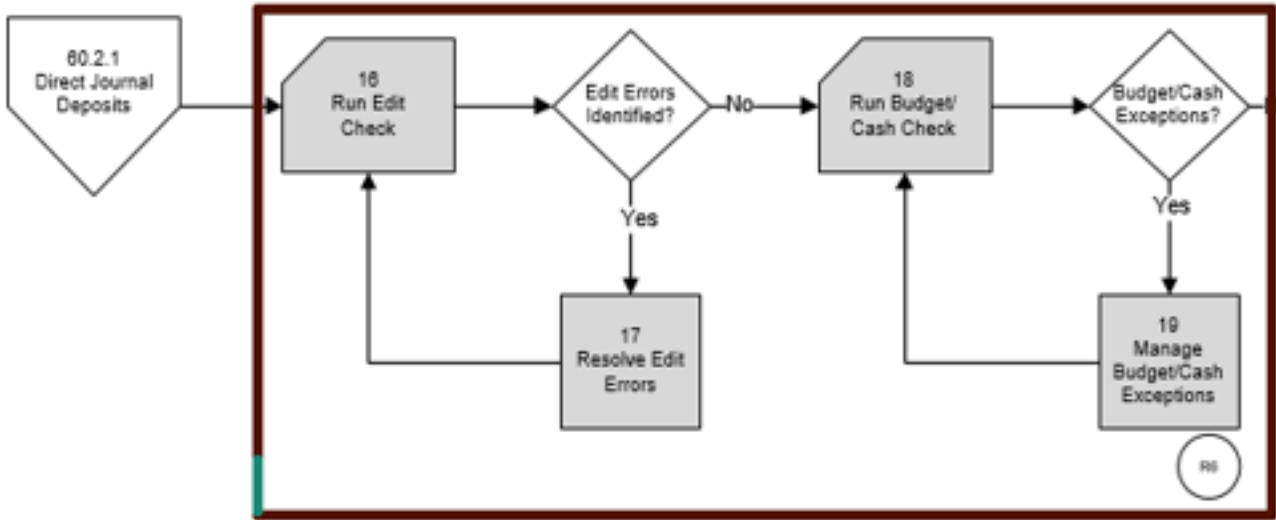 60.2.1
Direct Journal
Deposits
16
Run Edit
Check
Edit Errors
Identified?
No
18
Run Budget/
Cash Check
Budget/Cash
Exceptions?
Yes
Yes
17
Resolve Edit
Errors
19
Manage
Budget/Cash
Exceptions
R6